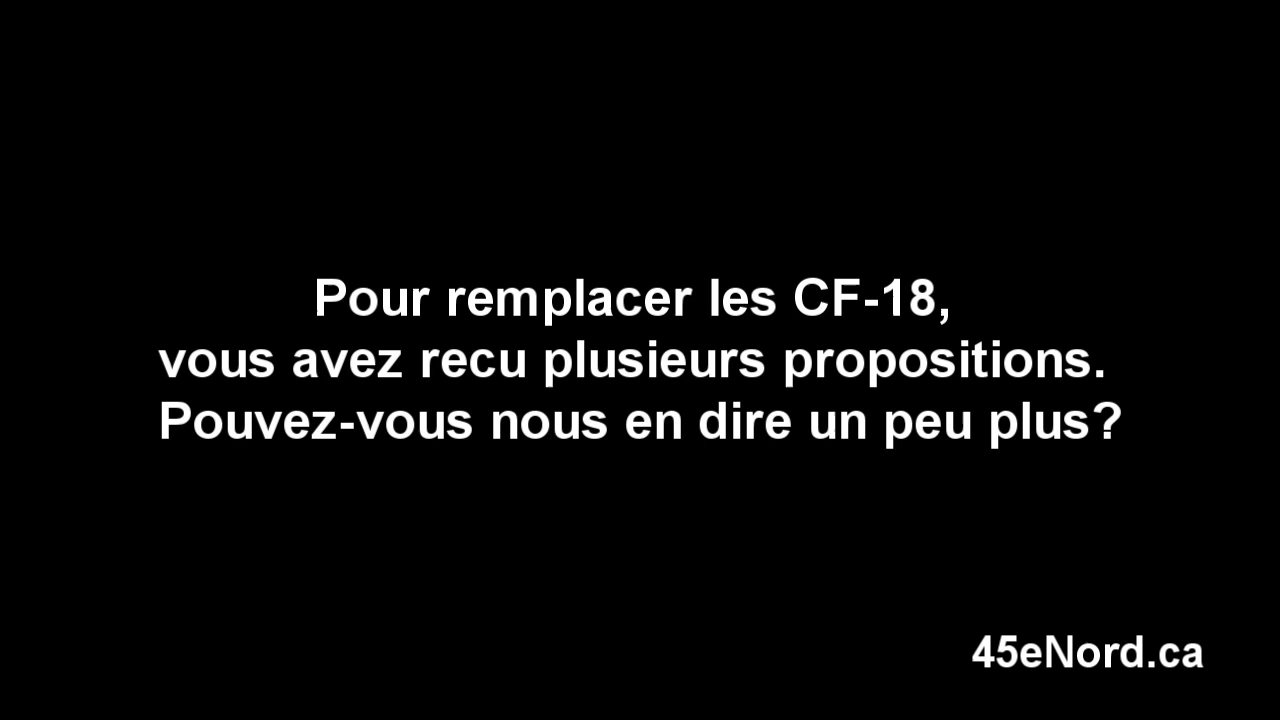 Pour remplacer les CF-18,
vous avez recu plusieurs propositions.
Pouvez-vous nous en dire un peu plus?
45eNord.ca